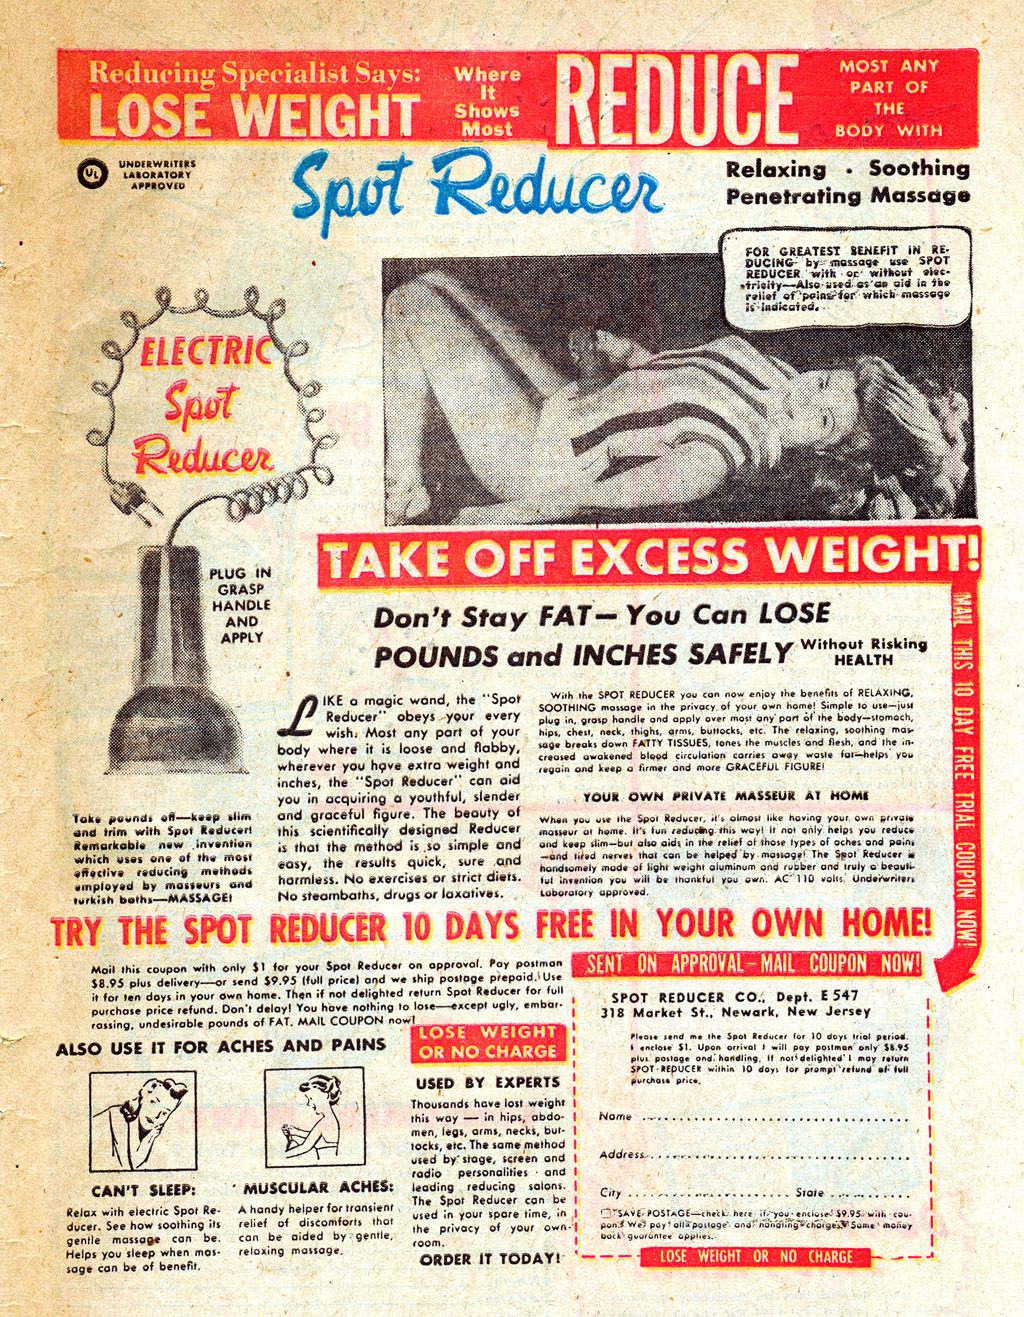 Reducing Specialist Says:
LOSE WEIGHT
Where
It
Shows
Most
REDUCE
MOST ANY
PART OF
THE
BODY WITH
UL
UNDERWRITERS
LABORATORY
APPROVED
Spot Reducer
Relaxing · Soothing
Penetrating Massage
FOR GREATEST BENEFIT IN RE-
DUCING by massage use SPOT
REDUCER with or without elec-
tricity—Also used as an aid in the
relief of pains for which massage
is indicated.
ELECTRIC
Spot
Reducer
PLUG IN
GRASP
HANDLE
AND
APPLY
TAKE OFF EXCESS WEIGHT!
Don't Stay FAT—You Can LOSE
POUNDS and INCHES SAFELY Without Risking
HEALTH
MAIL THIS 10 DAY FREE TRIAL COUPON NOW!
LIKE a magic wand, the "Spot
Reducer" obeys your every
wish. Most any part of your
body where it is loose and flabby,
wherever you have extra weight and
inches, the "Spot Reducer" can aid
you in acquiring a youthful, slender
and graceful figure. The beauty of
this scientifically designed Reducer
is that the method is so simple and
easy, the results quick, sure and
harmless. No exercises or strict diets.
No steambaths, drugs or laxatives.
With the SPOT REDUCER you can now enjoy the benefits of RELAXING,
SOOTHING massage in the privacy of your own home! Simple to use—just
plug in, grasp handle and apply over most any part of the body—stomach,
hips, chest, neck, thighs, arms, buttocks, etc. The relaxing, soothing mas-
sage breaks down FATTY TISSUES, tones the muscles and flesh, and the in-
creased awakened blood circulation carries away waste fat—helps you
regain and keep a firmer and more GRACEFUL FIGURE!
YOUR OWN PRIVATE MASSEUR AT HOME
When you use the Spot Reducer, it's almost like having your own private
masseur at home. It's fun reducing this way! It not only helps you reduce
and keep slim—but also aids in the relief of those types of aches and pains
—and tired nerves that can be helped by massage! The Spot Reducer is
handsomely made of light weight aluminum and rubber and truly a beauti-
ful invention you will be thankful you own. AC 110 volts. Underwriters
Laboratory approved.
Take pounds off—keep slim
and trim with Spot Reducer!
Remarkable new invention
which uses one of the most
effective reducing methods
employed by masseurs and
turkish baths—MASSAGE!
TRY THE SPOT REDUCER 10 DAYS FREE IN YOUR OWN HOME!
Mail this coupon with only $1 for your Spot Reducer on approval. Pay postman
$8.95 plus delivery—or send $9.95 (full price) and we ship postage prepaid. Use
it for ten days in your own home. Then if not delighted return Spot Reducer for full
purchase price refund. Don't delay! You have nothing to lose—except ugly, embar-
rassing, undesirable pounds of FAT. MAIL COUPON now!
ALSO USE IT FOR ACHES AND PAINS
CAN'T SLEEP:
Relax with electric Spot Re-
ducer. See how soothing its
gentle massage can be.
Helps you sleep when mas-
sage can be of benefit.
MUSCULAR ACHES:
A handy helper for transient
relief of discomforts that
can be aided by gentle,
relaxing massage.
LOSE WEIGHT
OR NO CHARGE
USED BY EXPERTS
Thousands have lost weight
this way — in hips, abdo-
men, legs, arms, necks, but-
tocks, etc. The same method
used by stage, screen and
radio personalities and
leading reducing salons.
The Spot Reducer can be
used in your spare time, in
the privacy of your own
room.
ORDER IT TODAY!
SENT ON APPROVAL—MAIL COUPON NOW!
SPOT REDUCER CO., Dept. E 547
318 Market St., Newark, New Jersey
Please send me the Spot Reducer for 10 days trial period.
I enclose $1. Upon arrival I will pay postman only $8.95
plus postage and handling. If not delighted I may return
SPOT REDUCER within 10 days for prompt refund of full
purchase price.
Name
Address
City State
SAVE POSTAGE—check here if you enclose $9.95 with cou-
pon. We pay all postage and handling charges. Same money
back guarantee applies.
LOSE WEIGHT OR NO CHARGE